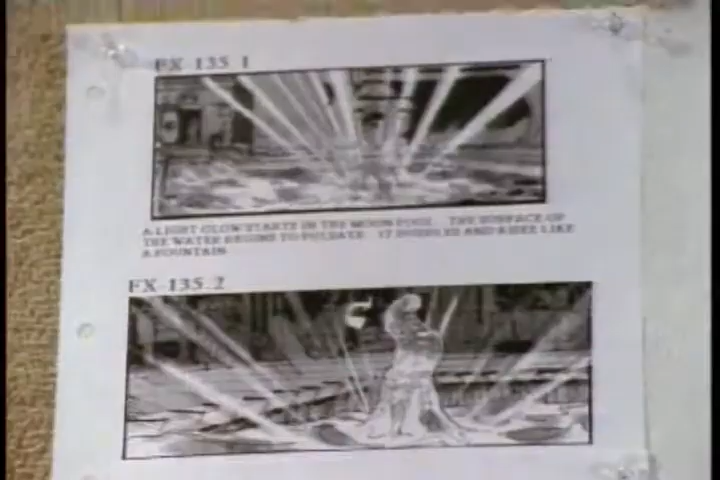 FX-135.1
A LIGHT GLOW STARTS IN THE MOON POOL. THE SURFACE OF
THE WATER BEGINS TO PULSATE. IT DOUBLES AND RISES LIKE
A FOUNTAIN.
FX-135.2